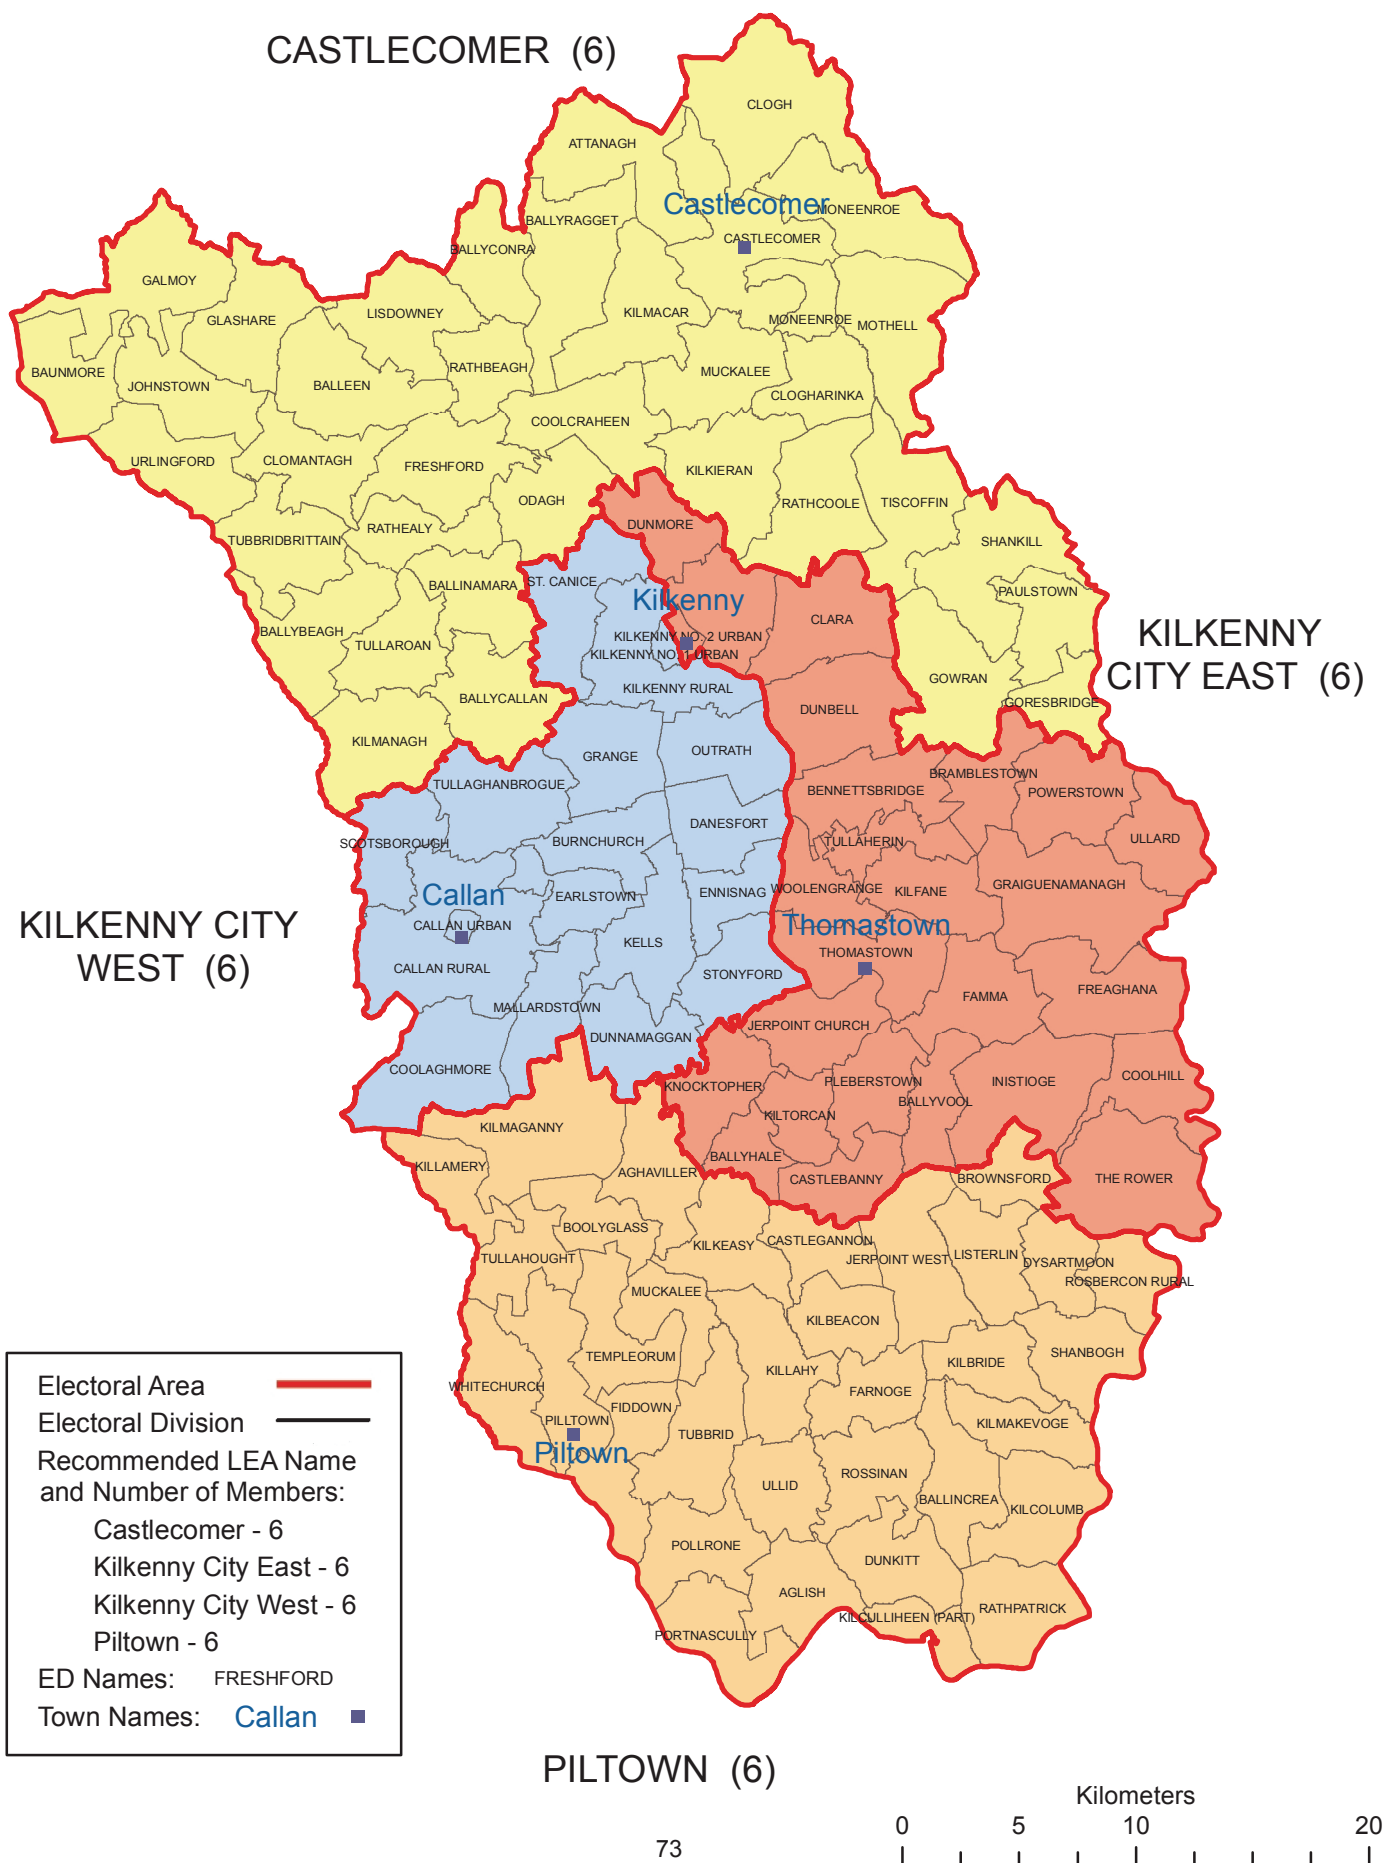 CASTLECOMER (6)
CLOGH
ATTANAGH
Castlecomer
MONEENROE
BALLYRAGGET
CASTLECOMER
BALLYCONRA
GALMOY
LISDOWNEY
KILMACAR
GLASHARE
MONEENROE
MOTHELL
BAUNMORE
RATHBEAGH
MUCKALEE
JOHNSTOWN
BALLEEN
CLOGHARINKA
COOLCRAHEEN
URLINGFORD
CLOMANTAGH
FRESHFORD
KILKIERAN
ODAGH
RATHCOOLE
TISCOFFIN
DUNMORE
RATHEALY
TUBBRIDBRITTAIN
SHANKILL
ST. CANICE
BALLINAMARA
PAULSTOWN
Kilkenny
CLARA
BALLYBEAGH
KILKENNY NO. 2 URBAN
TULLAROAN
KILKENNY NO. 1 URBAN
KILKENNY
CITY EAST (6)
GOWRAN
KILKENNY RURAL
BALLYCALLAN
GORESBRIDGE
DUNBELL
KILMANAGH
OUTRATH
GRANGE
BRAMBLESTOWN
TULLAGHANBROGUE
BENNETTSBRIDGE
POWERSTOWN
DANESFORT
ULLARD
SCOTSBOROUGH
BURNCHURCH
TULLAHERIN
GRAIGUENAMANAGH
WOOLENGRANGE
KILFANE
Callan
EARLSTOWN
ENNISNAG
KILKENNY CITY
WEST (6)
CALLAN URBAN
Thomastown
KELLS
THOMASTOWN
CALLAN RURAL
STONYFORD
FREAGHANA
FAMMA
MALLARDSTOWN
JERPOINT CHURCH
DUNNAMAGGAN
COOLAGHMORE
COOLHILL
PLEBERSTOWN
INISTIOGE
KNOCKTOPHER
BALLYVOOL
KILTORCAN
KILMAGANNY
BALLYHALE
KILLAMERY
AGHAVILLER
CASTLEBANNY
BROWNSFORD
THE ROWER
BOOLYGLASS
CASTLEGANNON
KILKEASY
TULLAHOUGHT
JERPOINT WEST
LISTERLIN
DYSARTMOON
ROSBERCON RURAL
MUCKALEE
KILBEACON
SHANBOGH
TEMPLEORUM
KILBRIDE
KILLAHY
WHITECHURCH
FARNOGE
FIDDOWN
PILLTOWN
KILMAKEVOGE
TUBBRID
Piltown
ROSSINAN
ULLID
BALLINCREA
KILCOLUMB
POLLRONE
DUNKITT
AGLISH
RATHPATRICK
KILCULLIHEEN (PART)
PORTNASCULLY
Electoral Area
Electoral Division
Recommended LEA Name
and Number of Members:
Castlecomer - 6
Kilkenny City East - 6
Kilkenny City West - 6
Piltown - 6
ED Names: FRESHFORD
Town Names: Callan
PILTOWN (6)
Kilometers
0 5 10 20
73